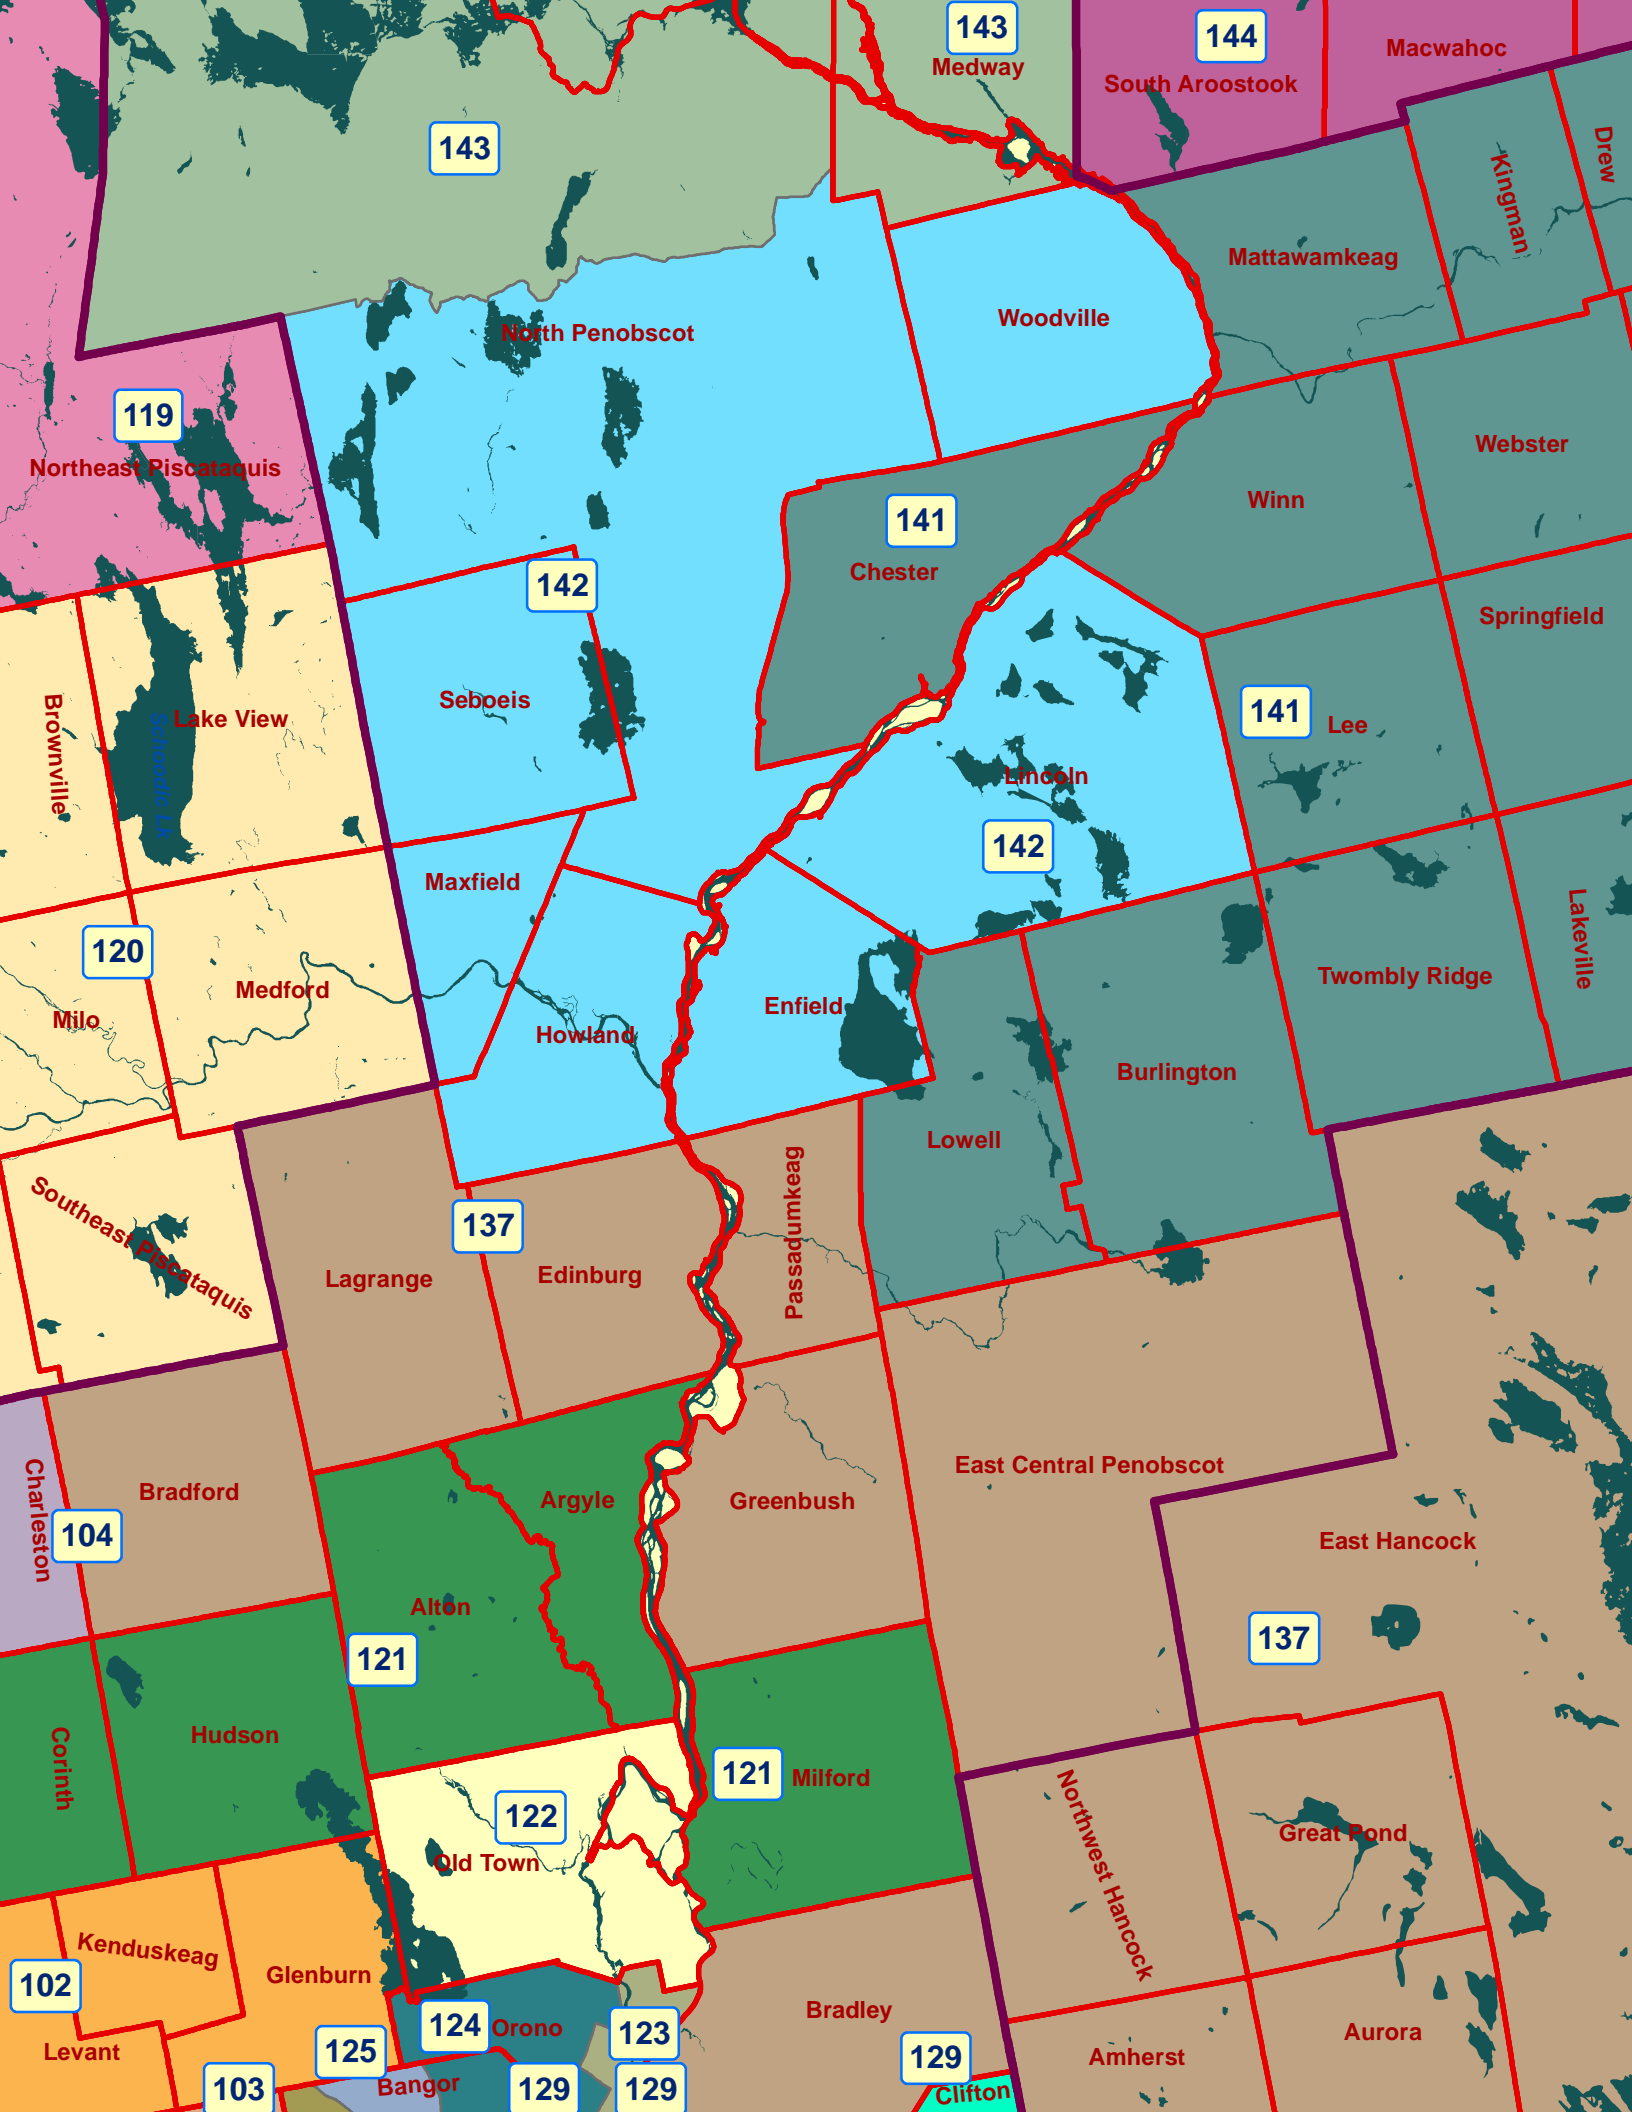 143
144
Macwahoc
Medway
South Aroostook
143
Drew
Kingman
Mattawamkeag
Woodville
North Penobscot
119
Northeast Piscataquis
Webster
Winn
141
Chester
142
Springfield
Seboeis
Brownville
Lake View
Schoodic Lk
141
Lee
Lincoln
142
Maxfield
120
Lakeville
Twombly Ridge
Medford
Enfield
Milo
Howland
Burlington
Lowell
Passadumkeag
Southeast Piscataquis
137
Lagrange
Edinburg
East Central Penobscot
Charleston
Bradford
Argyle
Greenbush
104
East Hancock
Alton
137
121
Corinth
Hudson
121
Milford
Northwest Hancock
122
Great Pond
Old Town
Kenduskeag
Glenburn
102
Bradley
124
Orono
123
Aurora
Levant
125
129
Amherst
103
Bangor
129
129
Clifton